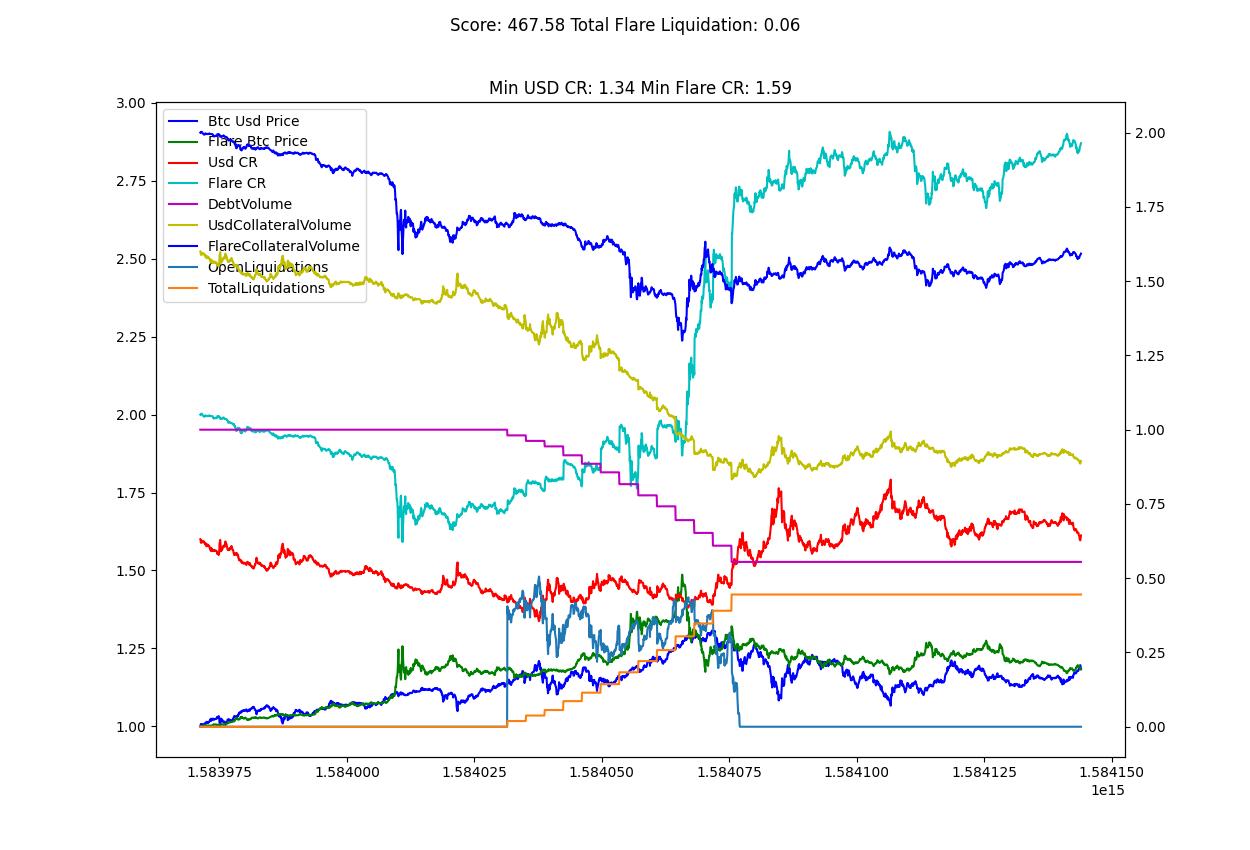 Score: 467.58 Total Flare Liquidation: 0.06
Min USD CR: 1.34 Min Flare CR: 1.59
Btc Usd Price
Flare Btc Price
Usd CR
Flare CR
DebtVolume
UsdCollateralVolume
FlareCollateralVolume
OpenLiquidations
TotalLiquidations
3.00
2.75
2.50
2.25
2.00
1.75
1.50
1.25
1.00
2.00
1.75
1.50
1.25
1.00
0.75
0.50
0.25
0.00
1.583975 1.584000 1.584025 1.584050 1.584075 1.584100 1.584125 1.584150
1e15